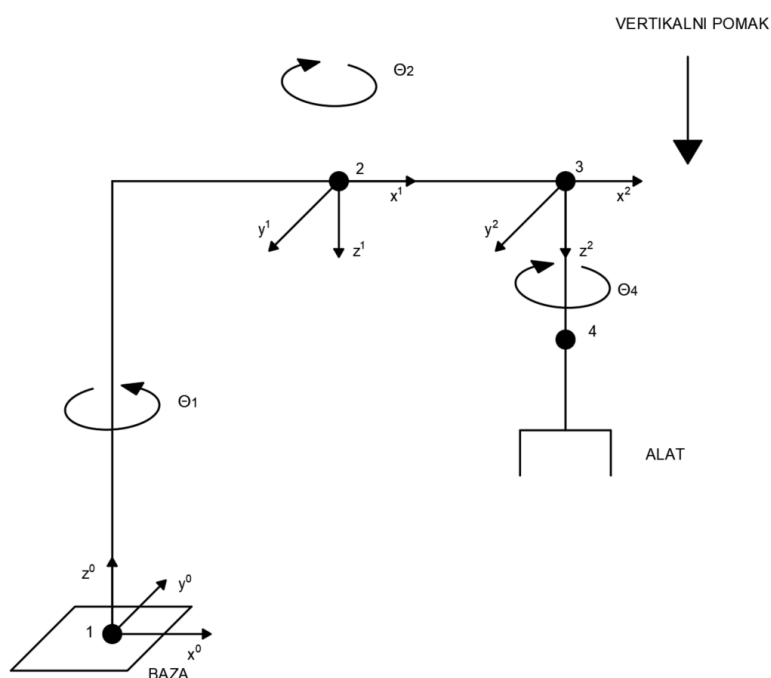 VERTIKALNI POMAK
Θ2
2
3
x¹
x²
y¹
z¹
y²
z²
Θ4
4
Θ1
ALAT
z⁰
y⁰
1
x⁰
BAZA